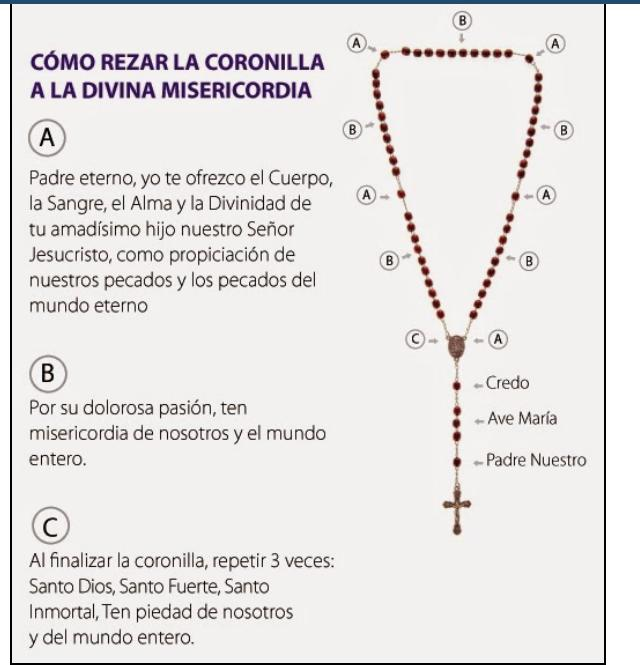 CÓMO REZAR LA CORONILLA
A LA DIVINA MISERICORDIA
A
Padre eterno, yo te ofrezco el Cuerpo,
la Sangre, el Alma y la Divinidad de
tu amadísimo hijo nuestro Señor
Jesucristo, como propiciación de
nuestros pecados y los pecados del
mundo eterno
B
Por su dolorosa pasión, ten
misericordia de nosotros y el mundo
entero.
C
Al finalizar la coronilla, repetir 3 veces:
Santo Dios, Santo Fuerte, Santo
Inmortal, Ten piedad de nosotros
y del mundo entero.
B
A
A
B
B
A
A
B
B
C
A
Credo
Ave María
Padre Nuestro